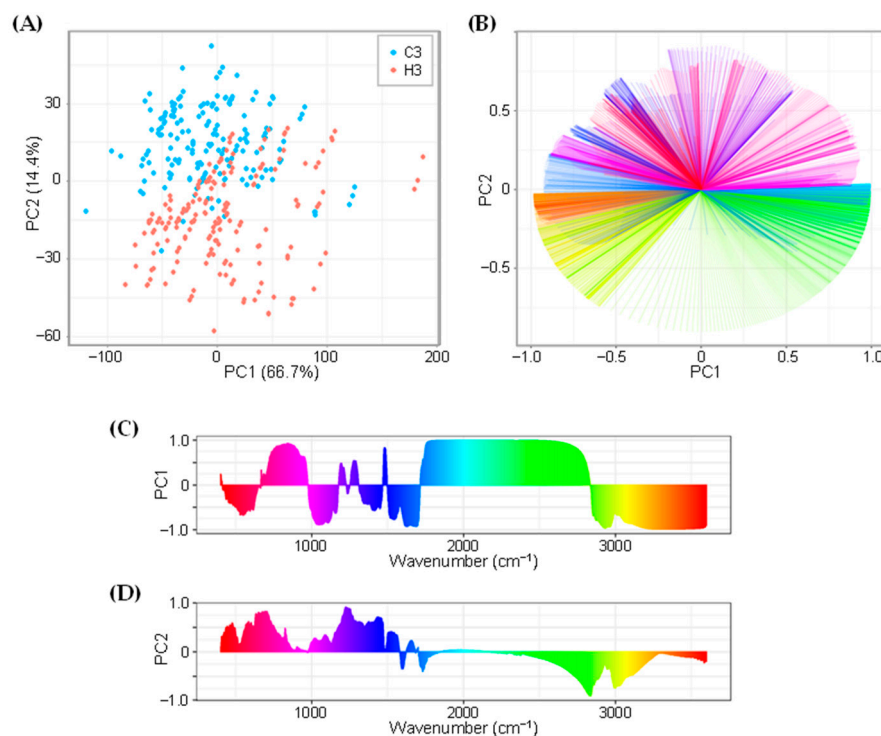 (A)
C3
H3
30
0
−30
−60
PC2 (14.4%)
−100
0
100
200
PC1 (66.7%)
(B)
0.5
0
−0.5
PC2
−1.0
−0.5
0
0.5
1.0
PC1
(C)
1.0
0
−1.0
PC1
1000
2000
3000
Wavenumber (cm⁻¹)
(D)
1.0
0
−1.0
PC2
1000
2000
3000
Wavenumber (cm⁻¹)